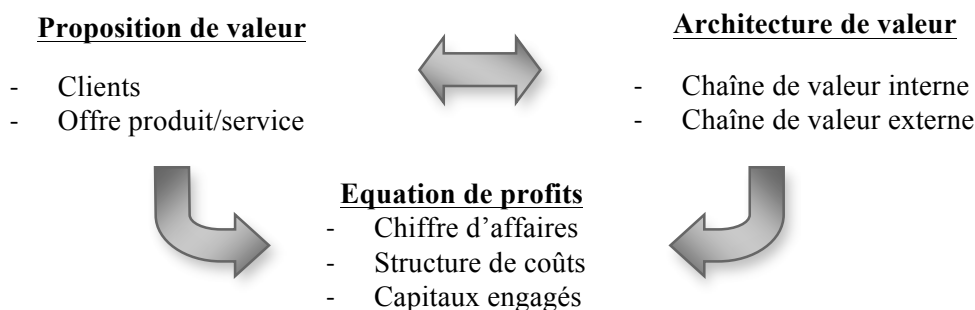 Proposition de valeur
- Clients
- Offre produit/service
Architecture de valeur
- Chaîne de valeur interne
- Chaîne de valeur externe
Equation de profits
- Chiffre d’affaires
- Structure de coûts
- Capitaux engagés